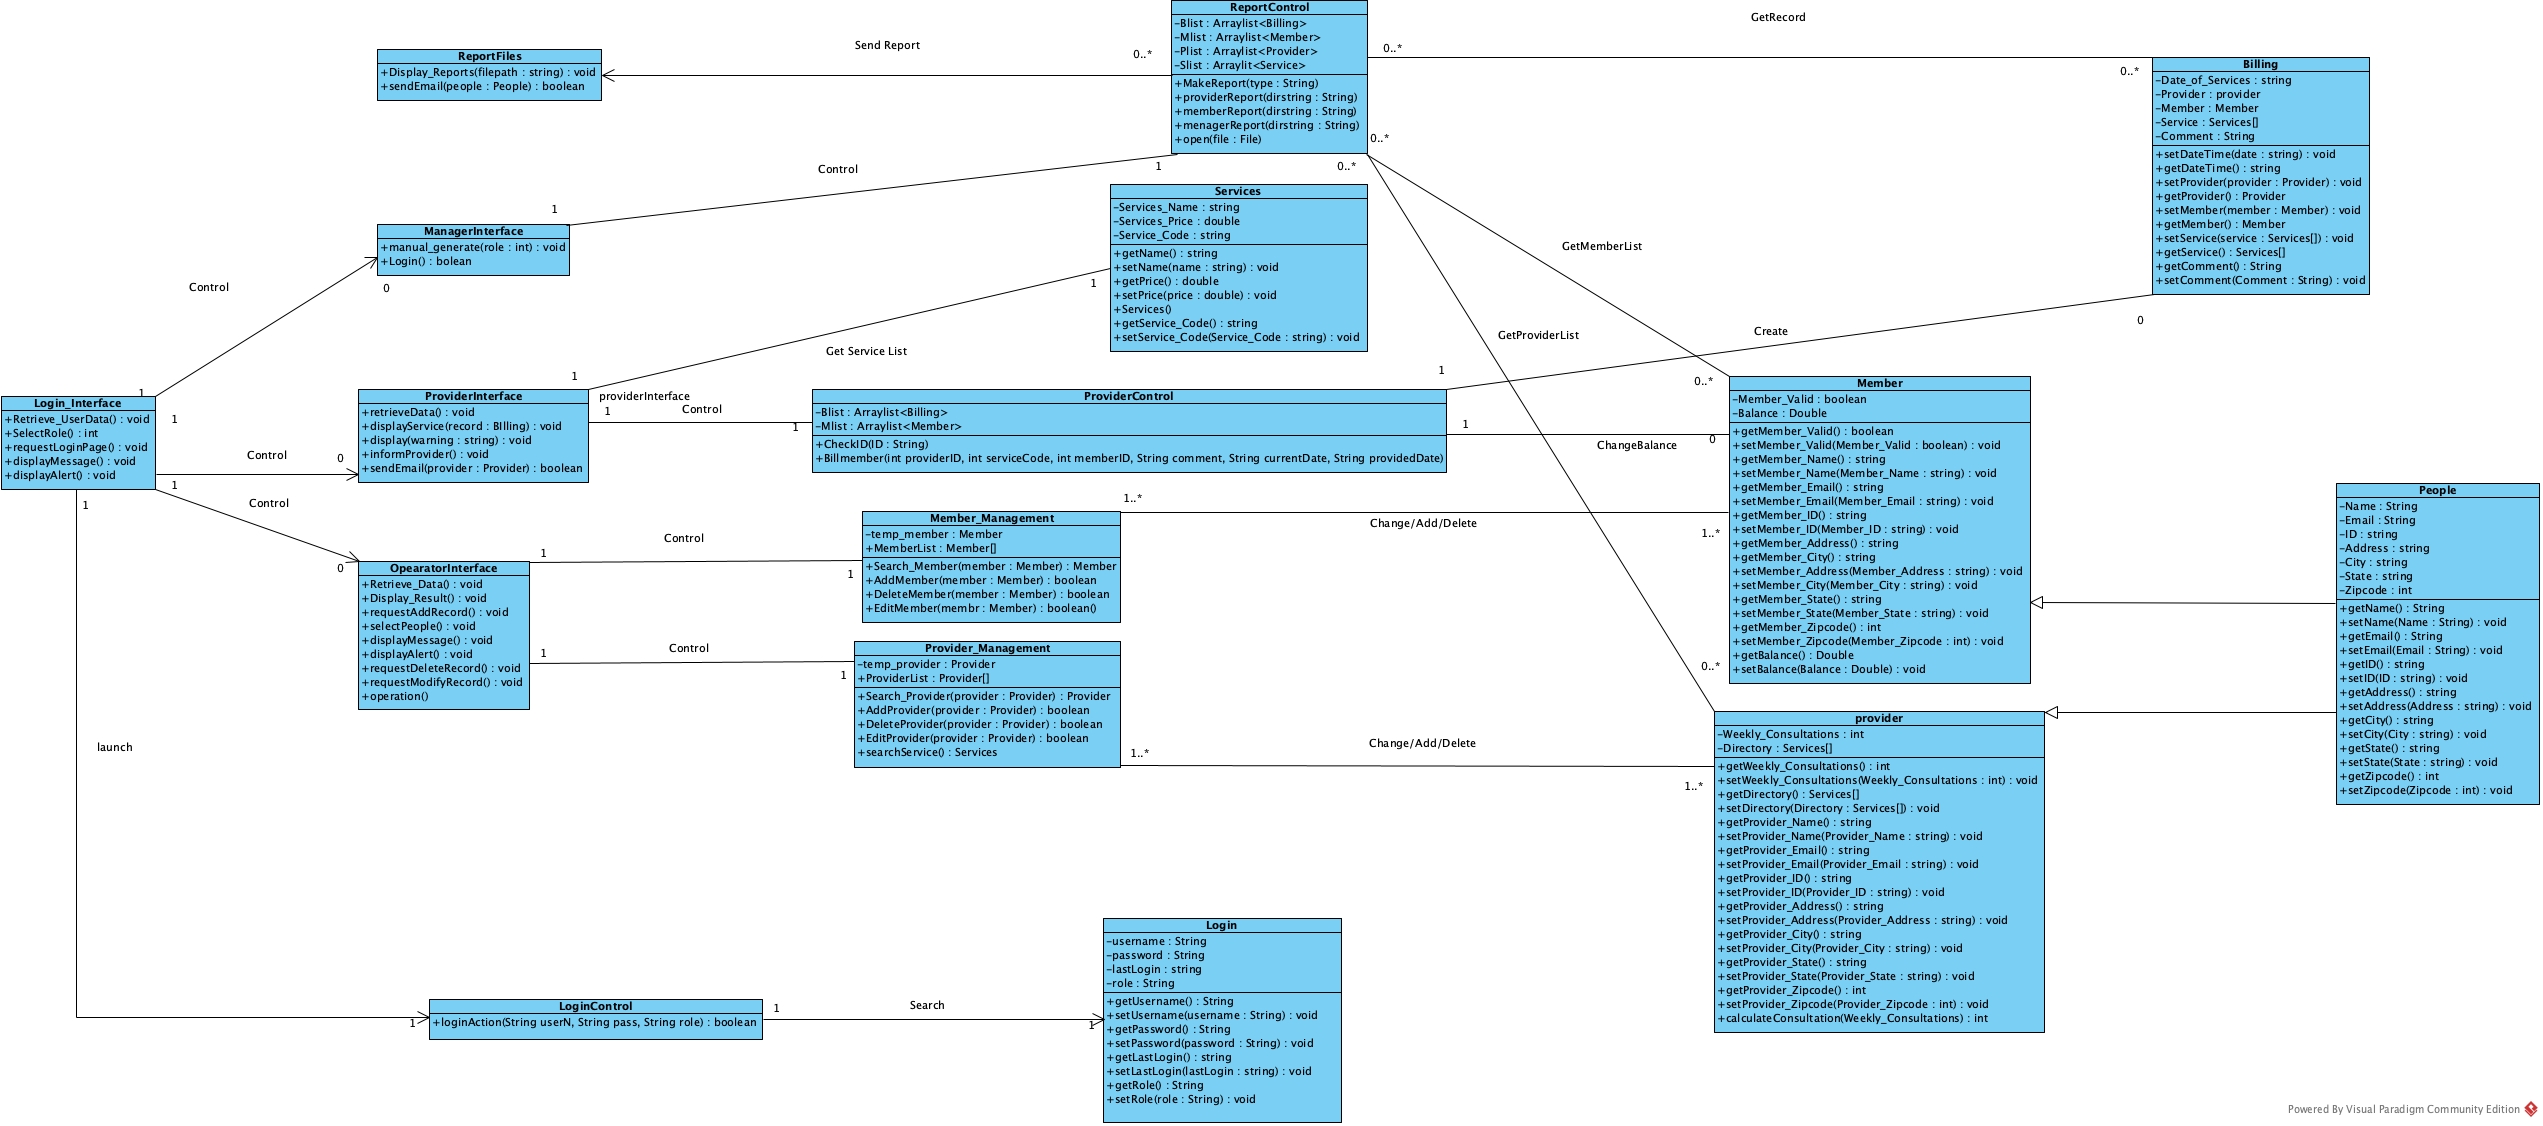 ReportControl
-Blist : Arraylist<Billing>
-Mlist : Arraylist<Member>
-Plist : Arraylist<Provider>
-Slist : Araylit<Service>
+MakeReport(type : String)
+providerReport(dirstring : String)
+memberReport(dirstring : String)
+menagerReport(dirstring : String)
+open(file : File)
GetRecord
0..*
0..*
Send Report
0..*
ReportFiles
+Display_Reports(filepath : string) : void
+sendEmail(people : People) : boolean
Billing
-Date_of_Services : string
-Provider : provider
-Member : Member
-Service : Services[]
-Comment : String
+setDateTime(date : string) : void
+getDateTime() : string
+setProvider(provider : Provider) : void
+getProvider() : Provider
+setMember(member : Member) : void
+getMember() : Member
+setService(service : Services[]) : void
+getService() : Services[]
+getComment() : String
+setComment(Comment : String) : void
0..*
0..*
Control
1
1
ManagerInterface
+manual_generate(role : int) : void
+Login() : bolean
0
Control
1
Services
-Services_Name : string
-Services_Price : double
-Service_Code : string
+getName() : string
+setName(name : string) : void
+getPrice() : double
+setPrice(price : double) : void
+Services()
+getService_Code() : string
+setService_Code(Service_Code : string) : void
1
Get Service List
1
GetMemberList
GetProviderList
Create
0
1
0..*
Login_Interface
+Retrieve_UserData() : void
+SelectRole() : int
+requestLoginPage() : void
+displayMessage() : void
+displayAlert() : void
1
Control
0
1
Control
0
1
launch
1
ProviderInterface
+retrieveData() : void
+displayService(record : BIlling) : void
+display(warning : string) : void
+informProvider() : void
+sendEmail(provider : Provider) : boolean
providerInterface
1
Control
1
ProviderControl
-Blist : Arraylist<Billing>
-Mlist : Arraylist<Member>
+CheckID(ID : String)
+Billmember(int providerID, int serviceCode, int memberID, String comment, String currentDate, String providedDate)
1
ChangeBalance
0
Member
-Member_Valid : boolean
-Balance : Double
+getMember_Valid() : boolean
+setMember_Valid(Member_Valid : boolean) : void
+getMember_Name() : string
+setMember_Name(Member_Name : string) : void
+getMember_Email() : string
+setMember_Email(Member_Email : string) : void
+getMember_ID() : string
+setMember_ID(Member_ID : string) : void
+getMember_Address() : string
+getMember_City() : string
+setMember_Address(Member_Address : string) : void
+setMember_City(Member_City : string) : void
+getMember_State() : string
+setMember_State(Member_State : string) : void
+getMember_Zipcode() : int
+setMember_Zipcode(Member_Zipcode : int) : void
+getBalance() : Double
+setBalance(Balance : Double) : void
People
-Name : String
-Email : String
-ID : string
-Address : string
-City : string
-State : string
-Zipcode : int
+getName() : String
+setName(Name : String) : void
+getEmail() : String
+setEmail(Email : String) : void
+getID() : string
+setID(ID : string) : void
+getAddress() : string
+setAddress(Address : string) : void
+getCity() : string
+setCity(City : string) : void
+getState() : string
+setState(State : string) : void
+getZipcode() : int
+setZipcode(Zipcode : int) : void
OpearatorInterface
+Retrieve_Data() : void
+Display_Result() : void
+requestAddRecord() : void
+selectPeople() : void
+displayMessage() : void
+displayAlert() : void
+requestDeleteRecord() : void
+requestModifyRecord() : void
+operation()
1
Control
1
Member_Management
-temp_member : Member
+MemberList : Member[]
+Search_Member(member : Member) : Member
+AddMember(member : Member) : boolean
+DeleteMember(member : Member) : boolean
+EditMember(membr : Member) : boolean()
1..*
Change/Add/Delete
1..*
1
Control
1
Provider_Management
-temp_provider : Provider
+ProviderList : Provider[]
+Search_Provider(provider : Provider) : Provider
+AddProvider(provider : Provider) : boolean
+DeleteProvider(provider : Provider) : boolean
+EditProvider(provider : Provider) : boolean
+searchService() : Services
1..*
Change/Add/Delete
1..*
0..*
provider
-Weekly_Consultations : int
-Directory : Services[]
+getWeekly_Consultations() : int
+setWeekly_Consultations(Weekly_Consultations : int) : void
+getDirectory() : Services[]
+setDirectory(Directory : Services[]) : void
+getProvider_Name() : string
+setProvider_Name(Provider_Name : string) : void
+getProvider_Email() : string
+setProvider_Email(Provider_Email : string) : void
+getProvider_ID() : string
+setProvider_ID(Provider_ID : string) : void
+getProvider_Address() : string
+setProvider_Address(Provider_Address : string) : void
+getProvider_City() : string
+setProvider_City(Provider_City : string) : void
+getProvider_State() : string
+setProvider_State(Provider_State : string) : void
+getProvider_Zipcode() : int
+setProvider_Zipcode(Provider_Zipcode : int) : void
+calculateConsultation(Weekly_Consultations) : int
1
LoginControl
+loginAction(String userN, String pass, String role) : boolean
1
Search
1
Login
-username : String
-password : String
-lastLogin : string
-role : String
+getUsername() : String
+setUsername(username : String) : void
+getPassword() : String
+setPassword(password : String) : void
+getLastLogin() : string
+setLastLogin(lastLogin : string) : void
+getRole() : String
+setRole(role : String) : void
Powered By Visual Paradigm Community Edition